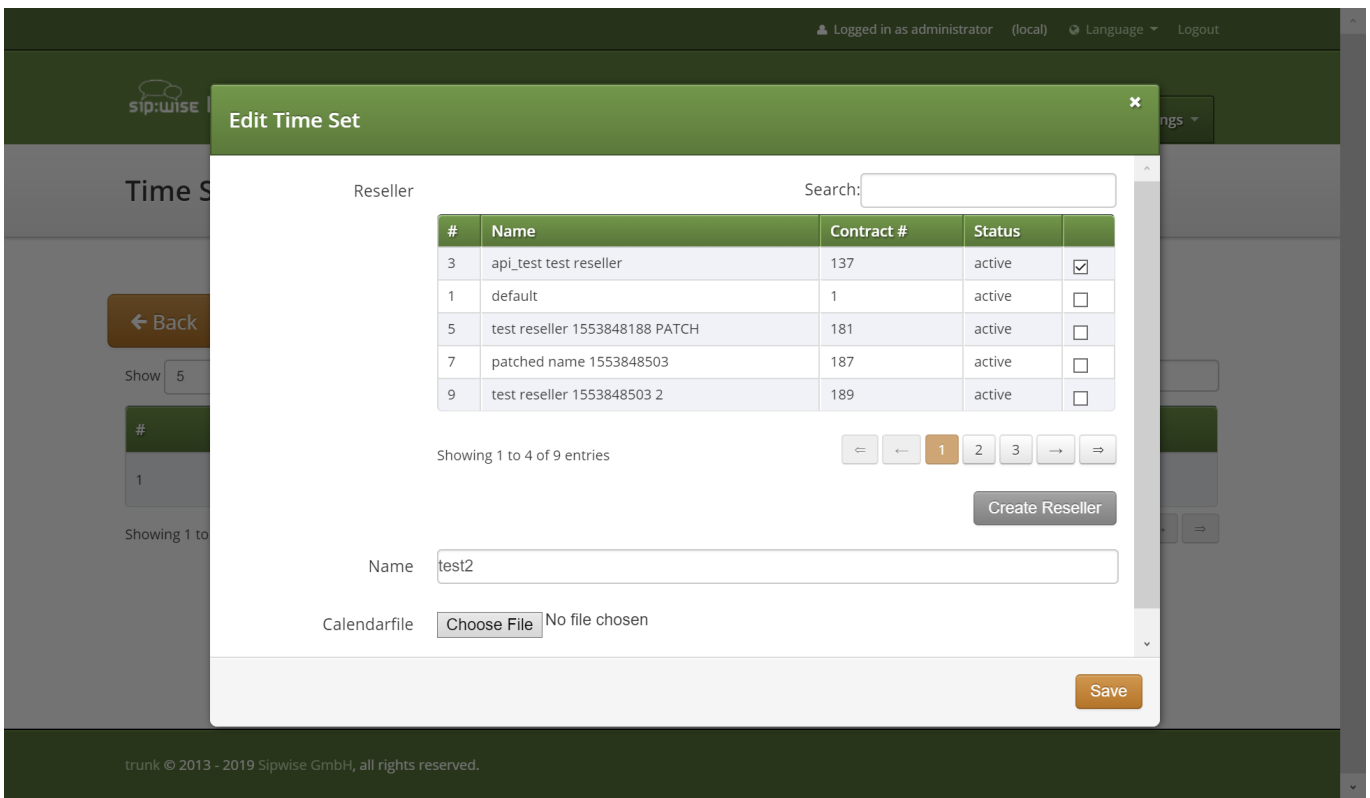 Logged in as administrator (local) Language Logout
sip:wise
ngs
Edit Time Set
Time S
Reseller
Search:
# Name Contract # Status
3 api_test test reseller 137 active
1 default 1 active
5 test reseller 1553848188 PATCH 181 active
7 patched name 1553848503 187 active
9 test reseller 1553848503 2 189 active
Showing 1 to 4 of 9 entries
⇐ ← 1 2 3 → ⇒
Create Reseller
Name test2
Calendarfile Choose File No file chosen
Save
← Back
Show 5
#
1
Showing 1 to
⇒
trunk © 2013 - 2019 Sipwise GmbH, all rights reserved.